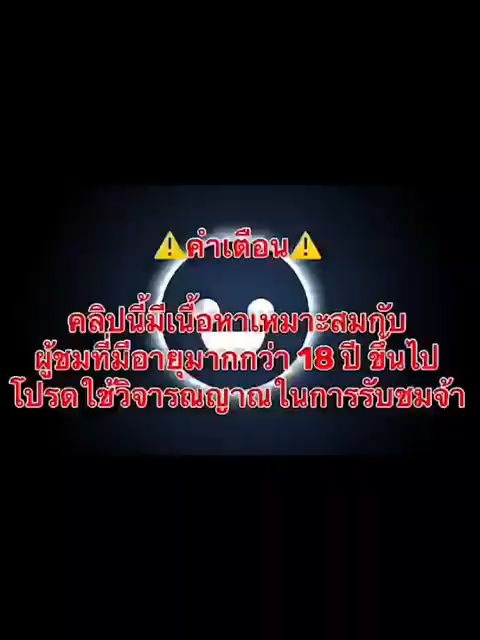 ⚠️คำเตือน⚠️
คลิปนี้มีเนื้อหาเหมาะสมกับ
ผู้ชมที่มีอายุมากกว่า 18 ปี ขึ้นไป
โปรดใช้วิจารณญาณในการรับชมจ้า